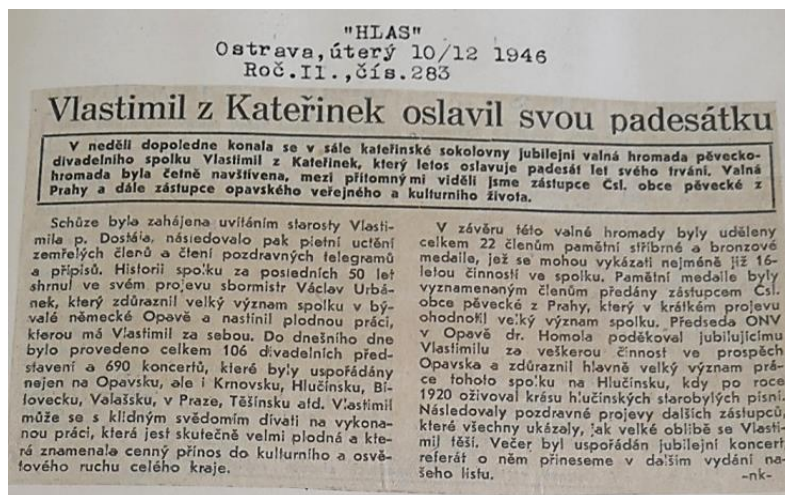 "HLAS"
Ostrava,úterý 10/12 1946
Roč.II.,čís.283
Vlastimil z Kateřinek oslavil svou padesátku
V neděli dopoledne konala se v sále kateřinské sokolovny jubilejní valná hromada pěvecko-
divadelního spolku Vlastimil z Kateřinek, který letos oslavuje padesát let svého trvání. Valná
hromada byla četně navštívena, mezi přítomnými viděli jsme zástupce Čsl. obce pěvecké z
Prahy a dále zástupce opavského veřejného a kulturního života.
Schůze byla zahájena uvítáním starosty Vlasti-
mila p. Dostála, následovalo pak pietní uctění
zemřelých členů a čtení pozdravných telegramů
a přípisů. Historii spolku za posledních 50 let
shrnul ve svém projevu sbormistr Václav Urbá-
nek, který zdůraznil velký význam spolku v bý-
valé německé Opavě a nastínil plodnou práci,
kterou má Vlastimil za sebou. Do dnešního dne
bylo provedeno celkem 106 divadelních před-
stavení a 690 koncertů, které byly uspořádány
nejen na Opavsku, ale i Krnovsku, Hlučínsku, Bí-
lovecku, Valašsku, v Praze, Těšínsku atd. Vlastimil
může se s klidným svědomím dívati na vykona-
nou práci, která jest skutečně velmi plodná a kte-
rá znamenala cenný přínos do kulturního a osvě-
tového ruchu celého kraje.
V závěru této valné hromady byly uděleny
celkem 22 členům pamětní stříbrné a bronzové
medaile, jež se mohou vykázati nejméně již 16-
letou činností ve spolku. Pamětní medaile byly
vyznamenaným členům předány zástupcem Čsl.
obce pěvecké z Prahy, který v krátkém projevu
ohodnotil velký význam spolku. Předseda ONV
v Opavě dr. Homola poděkoval jubilujícímu
Vlastimilu za veškerou činnost ve prospěch
Opavska a zdůraznil hlavně velký význam prá-
ce tohoto spolku na Hlučínsku, kdy po roce
1920 oživoval krásu hlučínských starobylých písní.
Následovaly pozdravné projevy dalších zástupců,
které všechny ukázaly, jak velké oblibě se Vlasti-
mil těší. Večer byl uspořádán jubilejní koncert,
referát o něm přineseme v dalším vydání na-
šeho listu.
-nk-